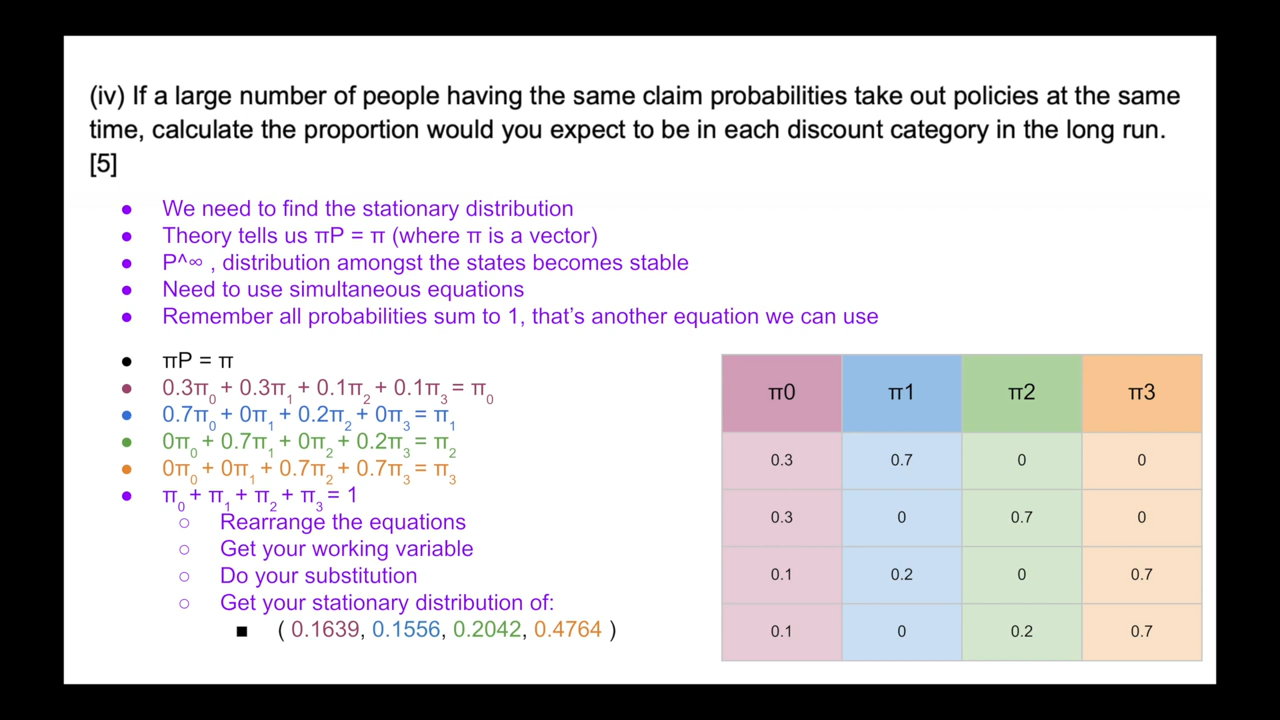 (iv) If a large number of people having the same claim probabilities take out policies at the same
time, calculate the proportion would you expect to be in each discount category in the long run.
[5]
● We need to find the stationary distribution
● Theory tells us πP = π (where π is a vector)
● P^∞ , distribution amongst the states becomes stable
● Need to use simultaneous equations
● Remember all probabilities sum to 1, that's another equation we can use
● πP = π
● 0.3π₀ + 0.3π₁ + 0.1π₂ + 0.1π₃ = π₀
● 0.7π₀ + 0π₁ + 0.2π₂ + 0π₃ = π₁
● 0π₀ + 0.7π₁ + 0π₂ + 0.2π₃ = π₂
● 0π₀ + 0π₁ + 0.7π₂ + 0.7π₃ = π₃
● π₀ + π₁ + π₂ + π₃ = 1
○ Rearrange the equations
○ Get your working variable
○ Do your substitution
○ Get your stationary distribution of:
■ ( 0.1639, 0.1556, 0.2042, 0.4764 )
π0 π1 π2 π3
0.3 0.7 0 0
0.3 0 0.7 0
0.1 0.2 0 0.7
0.1 0 0.2 0.7